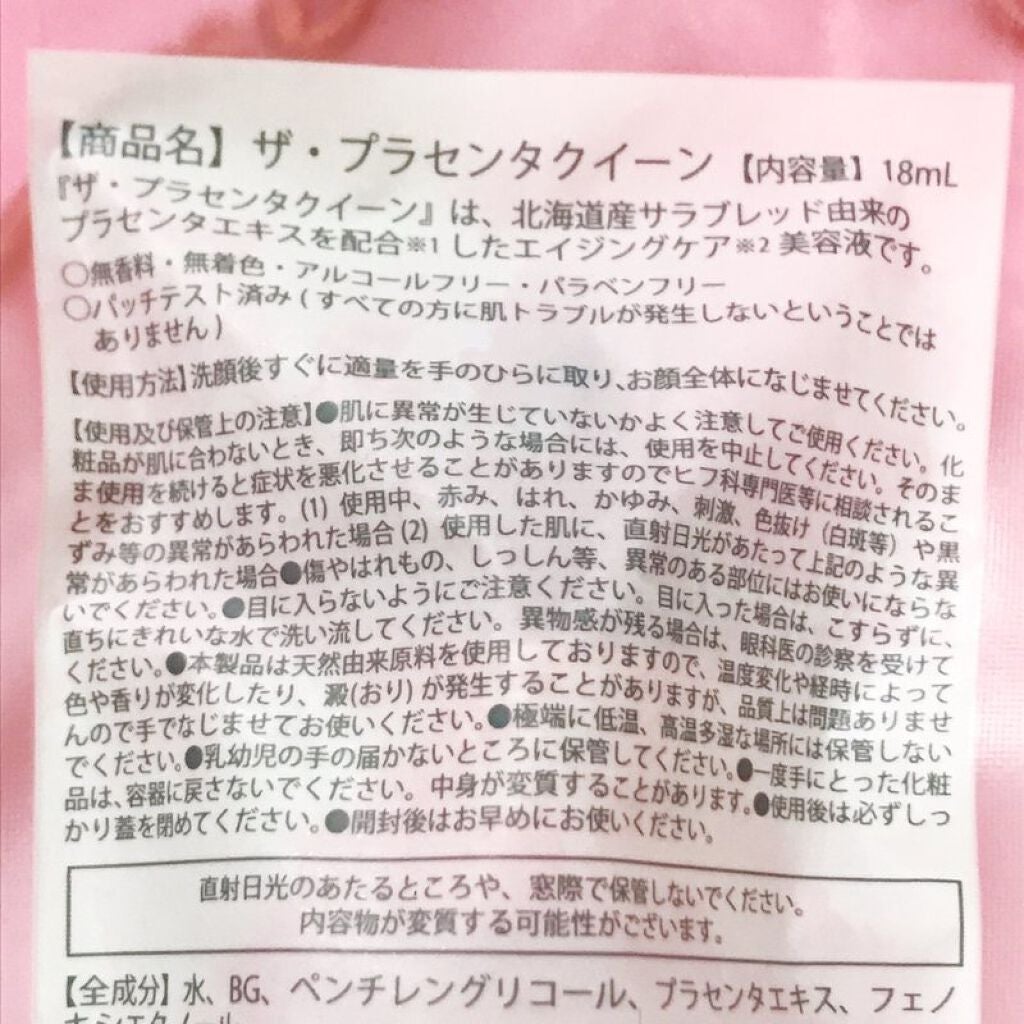 【商品名】ザ・プラセンタクイーン【内容量】18mL
『ザ・プラセンタクイーン』は、北海道産サラブレッド由来の
プラセンタエキスを配合※1したエイジングケア※2美容液です。
○無香料・無着色・アルコールフリー・パラベンフリー
○パッチテスト済み(すべての方に肌トラブルが発生しないということでは
ありません)
【使用方法】洗顔後すぐに適量を手のひらに取り、お顔全体になじませてください。
【使用及び保管上の注意】●肌に異常が生じていないかよく注意してご使用ください。化
粧品が肌に合わないとき、即ち次のような場合には、使用を中止してください。そのま
ま使用を続けると症状を悪化させることがありますのでヒフ科専門医等に相談されるこ
とをおすすめします。(1) 使用中、赤み、はれ、かゆみ、刺激、色抜け（白斑等）や黒
ずみ等の異常があらわれた場合(2) 使用した肌に、直射日光があたって上記のような異
常があらわれた場合●傷やはれもの、しっしん等、異常のある部位にはお使いにならな
いでください。●目に入らないようにご注意ください。目に入った場合は、こすらずに、
直ちにきれいな水で洗い流してください。異物感が残る場合は、眼科医の診察を受けて
ください。●本製品は天然由来原料を使用しておりますので、温度変化や経時によって
色や香りが変化したり、澱(おり)が発生することがありますが、品質上は問題ありませ
んので手でなじませてお使いください。●極端に低温、高温多湿な場所には保管しない
でください。●乳幼児の手の届かないところに保管してください。●一度手にとった化粧
品は、容器に戻さないでください。中身が変質することがあります。●使用後は必ずしっ
かり蓋を閉めてください。●開封後はお早めにお使いください。
直射日光のあたるところや、窓際で保管しないでください。
内容物が変質する可能性がございます。
【全成分】水、BG、ペンチレングリコール、プラセンタエキス、フェノ